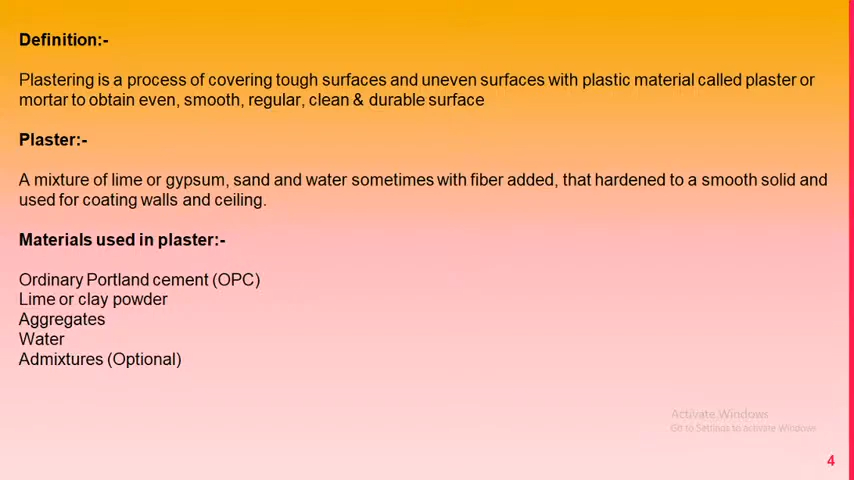 Definition:-
Plastering is a process of covering tough surfaces and uneven surfaces with plastic material called plaster or
mortar to obtain even, smooth, regular, clean & durable surface
Plaster:-
A mixture of lime or gypsum, sand and water sometimes with fiber added, that hardened to a smooth solid and
used for coating walls and ceiling.
Materials used in plaster:-
Ordinary Portland cement (OPC)
Lime or clay powder
Aggregates
Water
Admixtures (Optional)
Activate Windows
Go to Settings to activate Windows
4